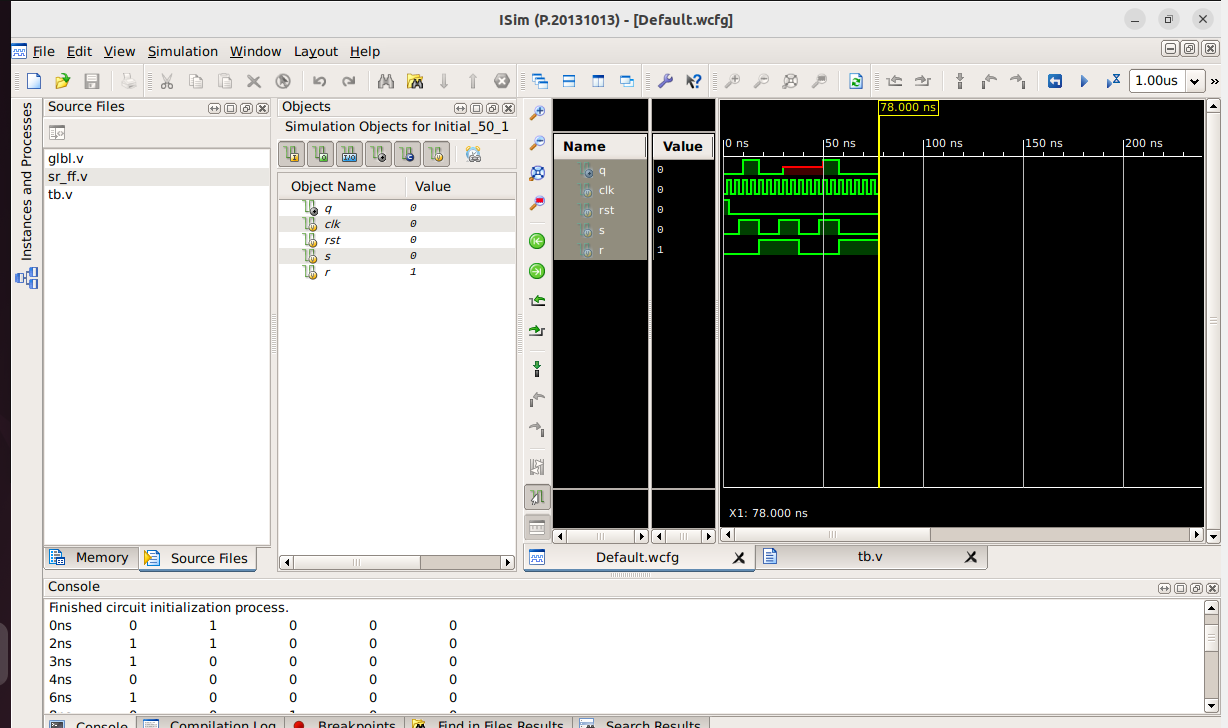 ISim (P.20131013) - [Default.wcfg]
File Edit View Simulation Window Layout Help
1.00us
»
Instances and Processes
Source Files
glbl.v
sr_ff.v
tb.v
Memory
Source Files
Objects
Simulation Objects for Initial_50_1
Object Name Value
q 0
clk 0
rst 0
s 0
r 1
Name Value
q 0
clk 0
rst 0
s 0
r 1
78.000 ns
0 ns 50 ns 100 ns 150 ns 200 ns
X1: 78.000 ns
Default.wcfg
tb.v
Console
Finished circuit initialization process.
0ns 0 1 0 0 0
2ns 1 1 0 0 0
3ns 1 0 0 0 0
4ns 0 0 0 0 0
6ns 1 0 0 0 0
Console Compilation Log Breakpoints Find in Files Results Search Results